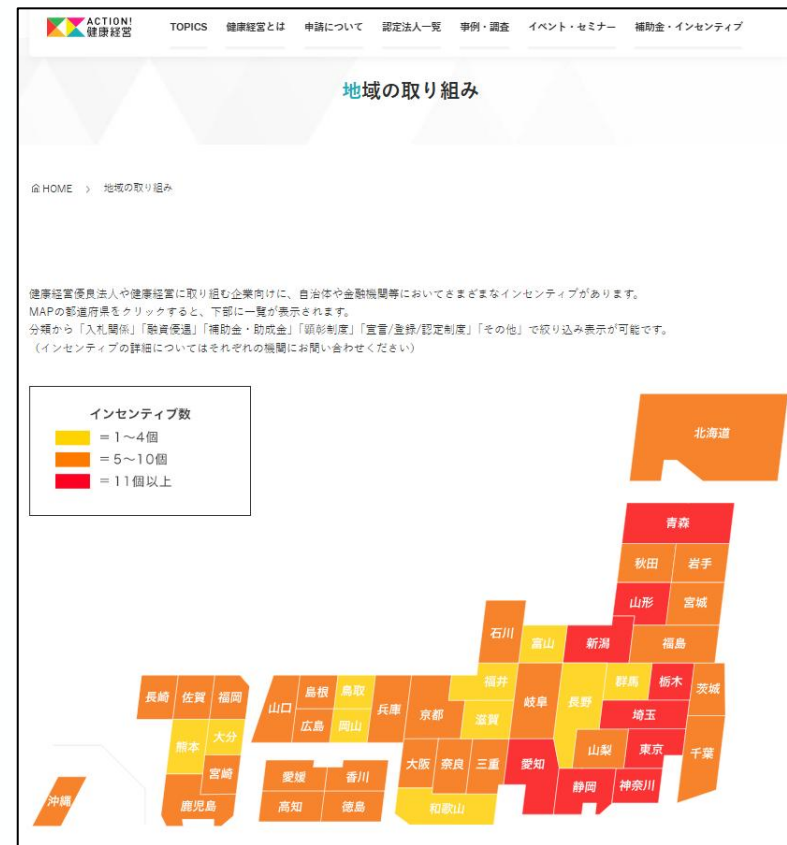 ACTION!
健康経営
TOPICS 健康経営とは 申請について 認定法人一覧 事例・調査 イベント・セミナー 補助金・インセンティブ
地域の取り組み
HOME > 地域の取り組み
健康経営優良法人や健康経営に取り組む企業向けに、自治体や金融機関等においてさまざまなインセンティブがあります。
MAPの都道府県をクリックすると、下部に一覧が表示されます。
分類から「入札関係」「融資優遇」「補助金・助成金」「顕彰制度」「宣言/登録/認定制度」「その他」で絞り込み表示が可能です。
（インセンティブの詳細についてはそれぞれの機関にお問い合わせください）
インセンティブ数
＝1～4個
＝5～10個
＝11個以上
北海道
青森
秋田 岩手
山形 宮城
石川 富山 新潟 福島
長崎 佐賀 福岡 山口 島根 鳥取 兵庫 京都 福井 岐阜 長野 群馬 栃木 茨城
広島 岡山 滋賀 埼玉
熊本 大分 大阪 奈良 三重 愛知 山梨 東京 千葉
宮崎 愛媛 香川 静岡 神奈川
沖縄 鹿児島 高知 徳島 和歌山